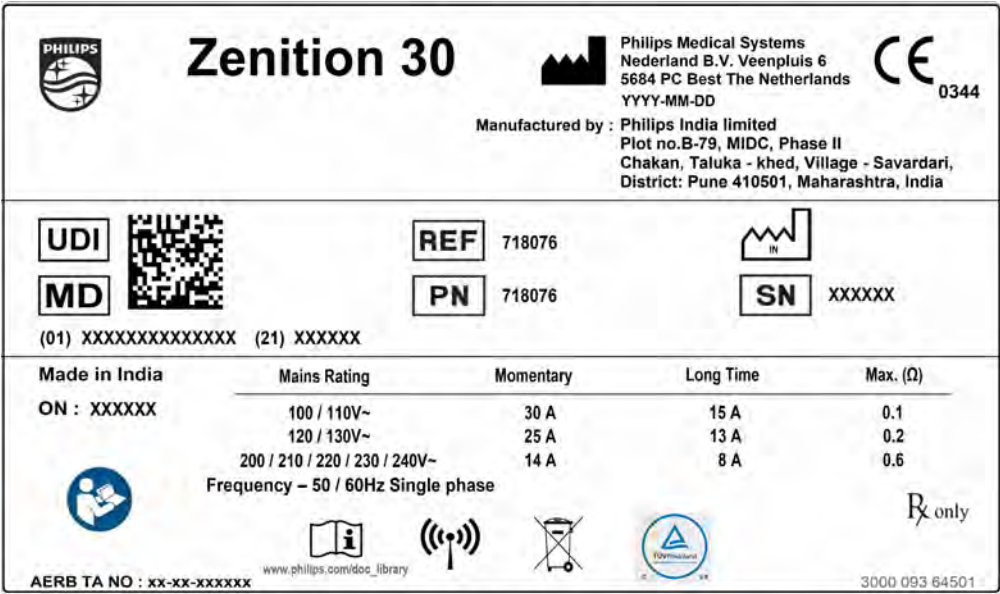 PHILIPS
Zenition 30
Philips Medical Systems
Nederland B.V. Veenpluis 6
5684 PC Best The Netherlands
YYYY-MM-DD
CE 0344
Manufactured by : Philips India limited
Plot no.B-79, MIDC, Phase II
Chakan, Taluka - khed, Village - Savardari,
District: Pune 410501, Maharashtra, India
UDI
REF 718076
IN
MD
PN 718076
SN XXXXXX
(01) XXXXXXXXXXXXXX (21) XXXXXX
Made in India
ON : XXXXXX
Mains Rating Momentary Long Time Max. (Ω)
100 / 110V~ 30 A 15 A 0.1
120 / 130V~ 25 A 13 A 0.2
200 / 210 / 220 / 230 / 240V~ 14 A 8 A 0.6
Frequency – 50 / 60Hz Single phase
i
www.philips.com/doc_library
℞ only
AERB TA NO : xx-xx-xxxxxx
3000 093 64501